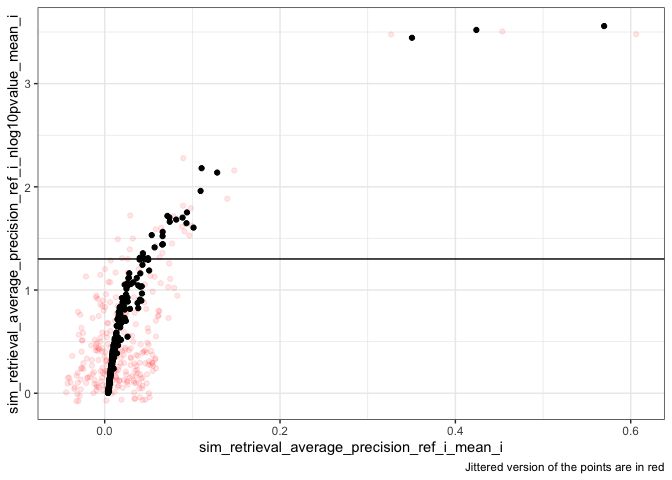 sim_retrieval_average_precision_ref_i_nlog10pvalue_mean_i
3
2
1
0
0.0
0.2
0.4
0.6
sim_retrieval_average_precision_ref_i_mean_i
Jittered version of the points are in red